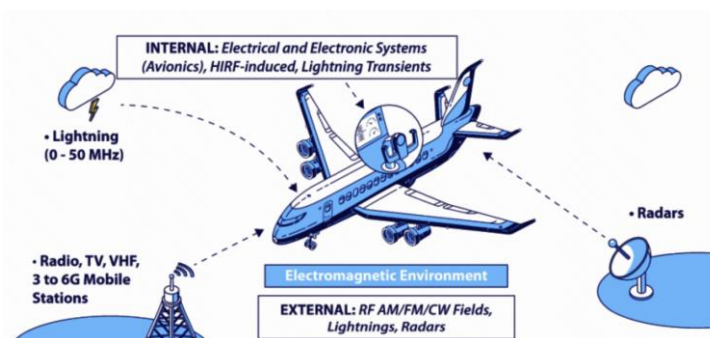 INTERNAL: Electrical and Electronic Systems
(Avionics), HIRF-induced, Lightning Transients
• Lightning
(0 - 50 MHz)
• Radars
• Radio, TV, VHF,
3 to 6G Mobile
Stations
Electromagnetic Environment
EXTERNAL: RF AM/FM/CW Fields,
Lightnings, Radars